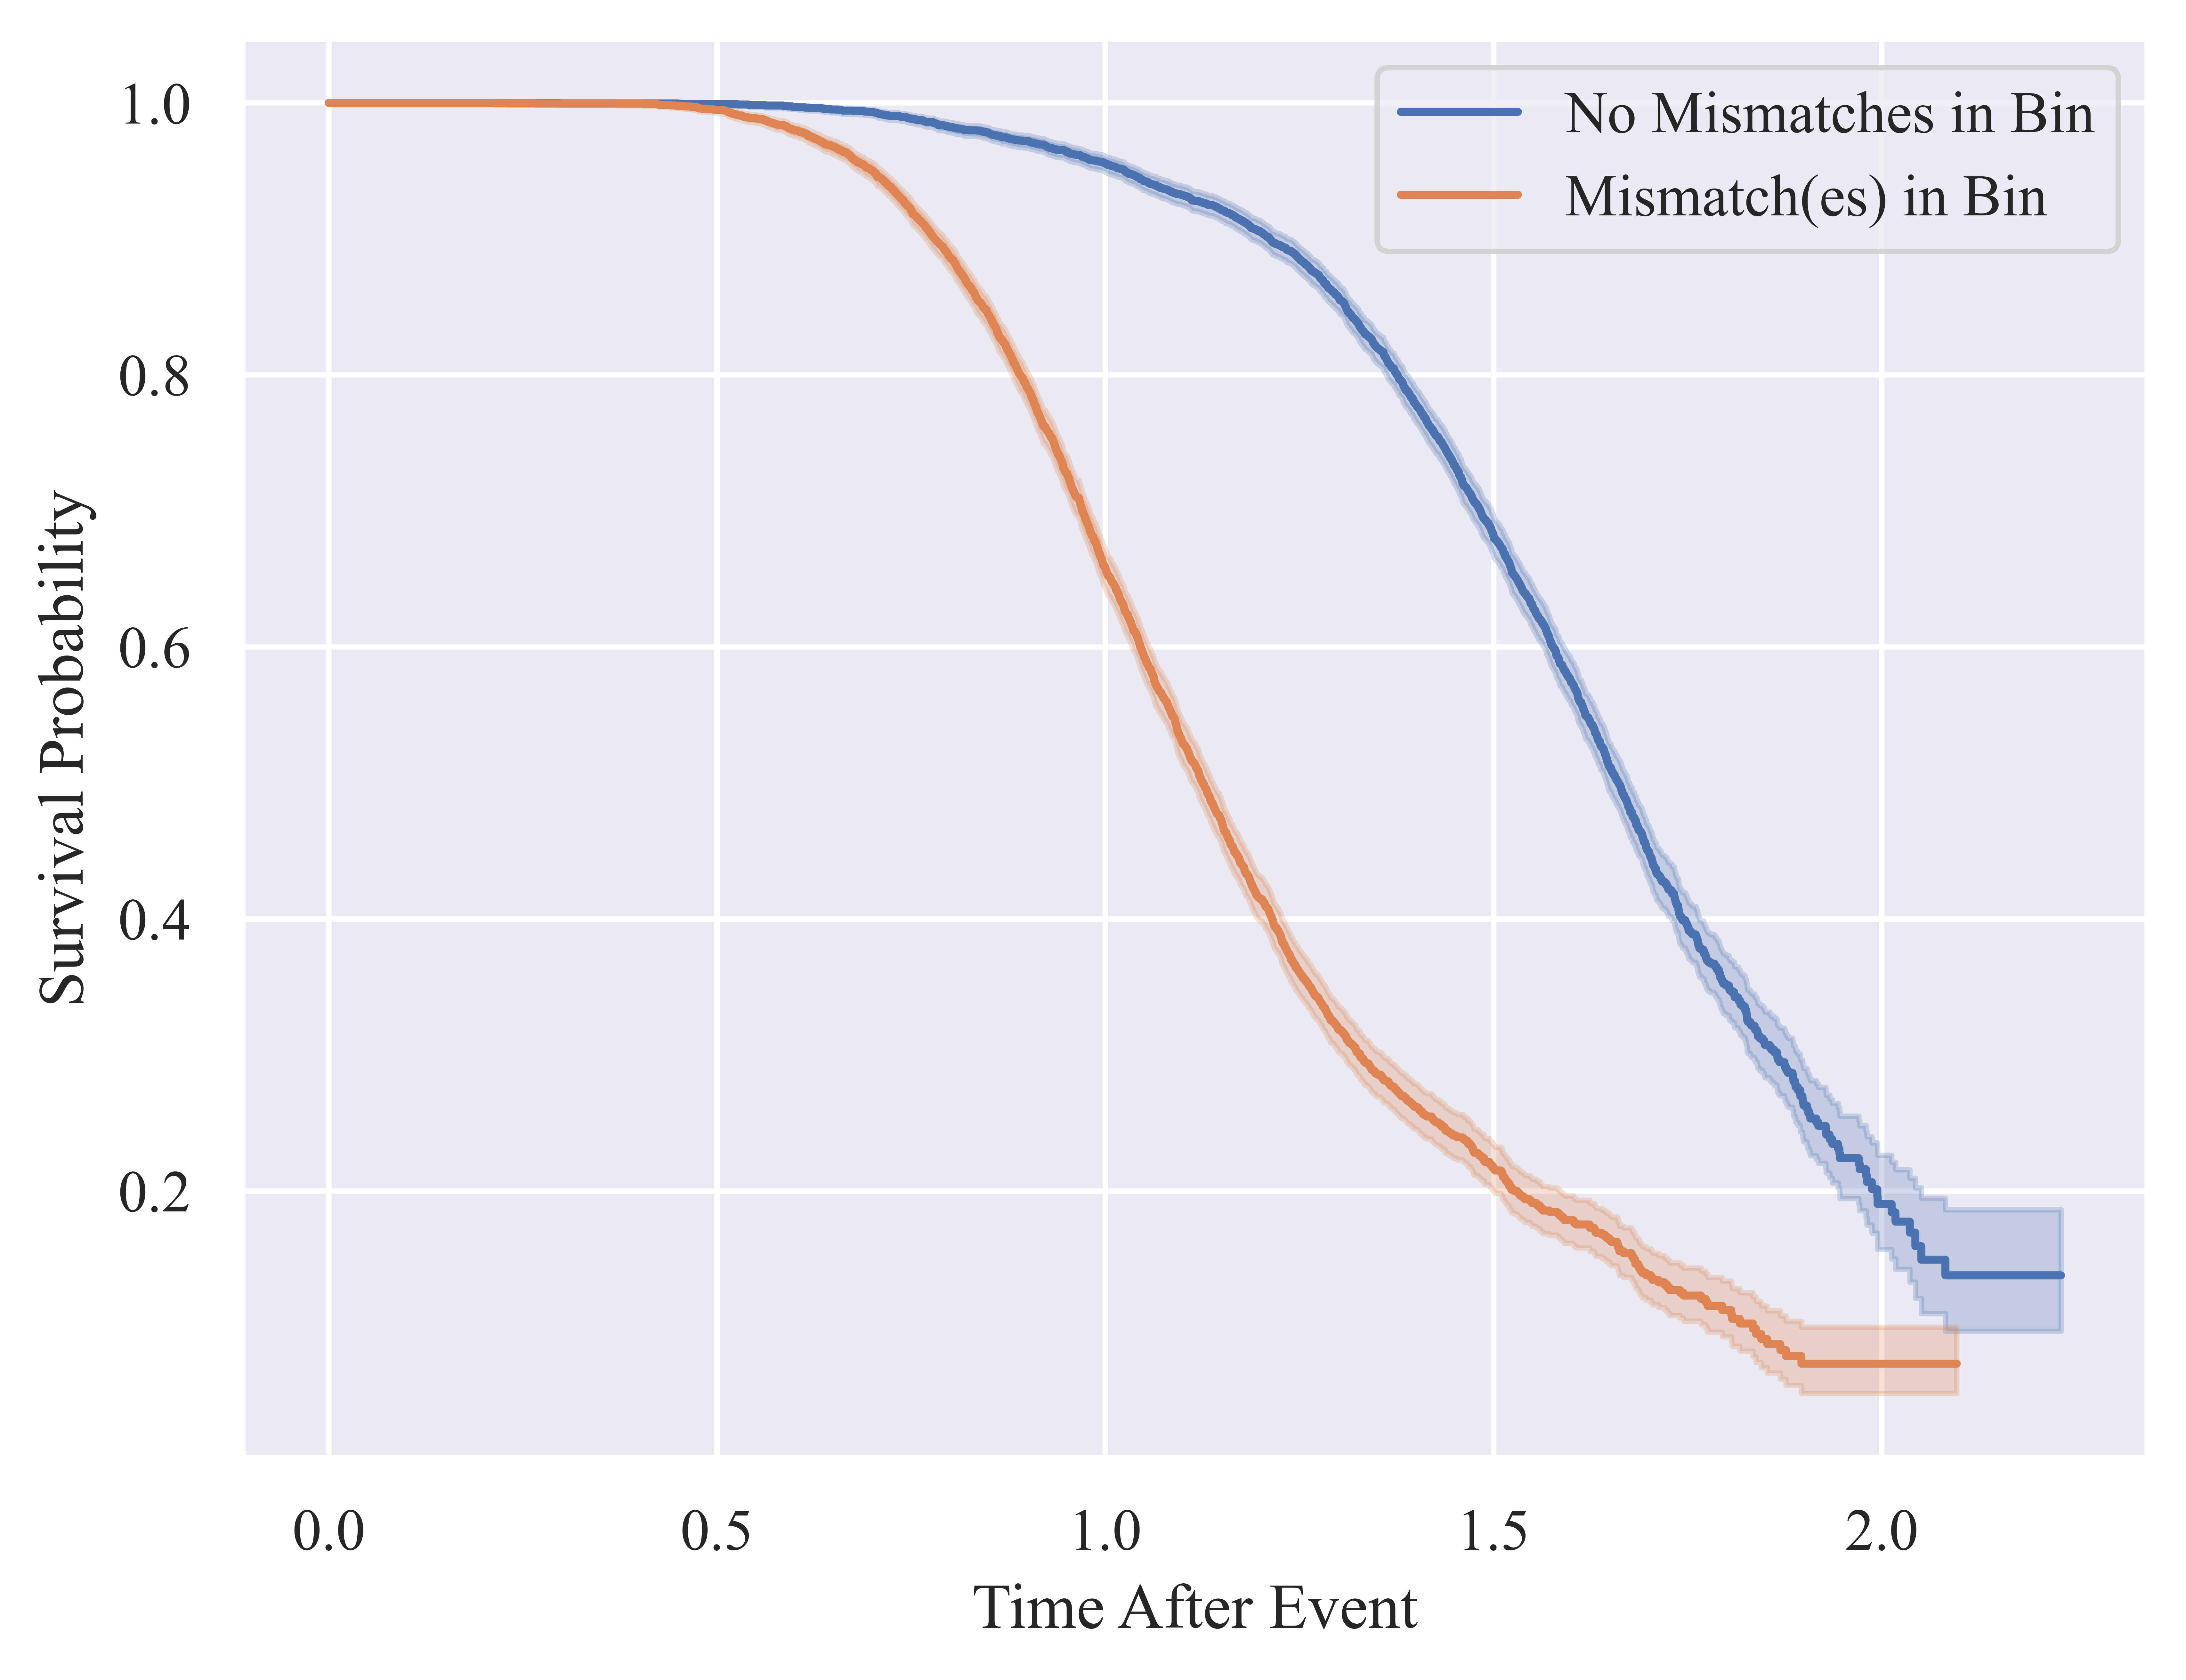 No Mismatches in Bin
Mismatch(es) in Bin
Survival Probability
1.0
0.8
0.6
0.4
0.2
0.0 0.5 1.0 1.5 2.0
Time After Event